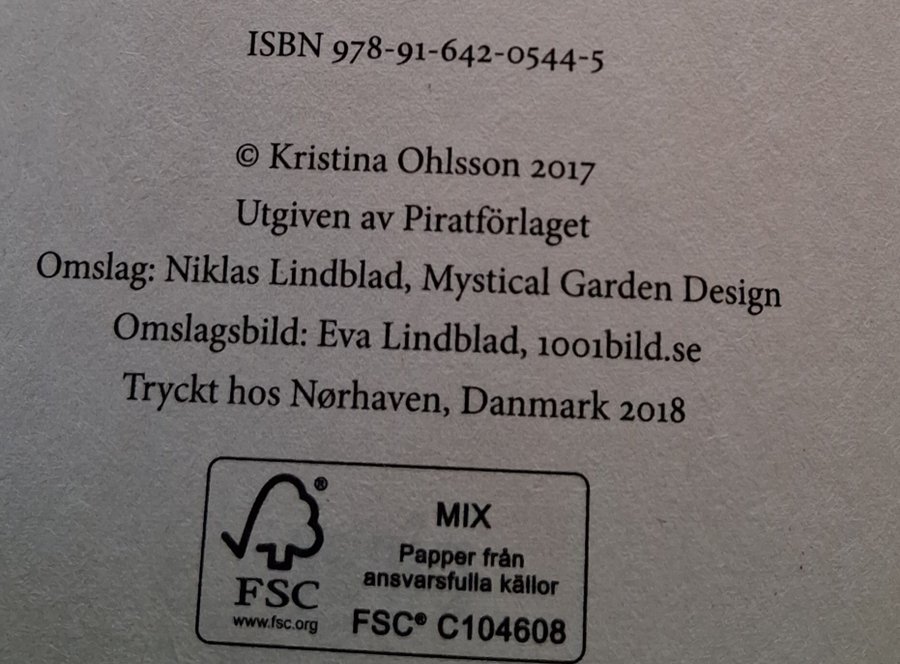 ISBN 978-91-642-0544-5
© Kristina Ohlsson 2017
Utgiven av Piratförlaget
Omslag: Niklas Lindblad, Mystical Garden Design
Omslagsbild: Eva Lindblad, 1001bild.se
Tryckt hos Nørhaven, Danmark 2018
®
FSC
www.fsc.org
MIX
Papper från
ansvarsfulla källor
FSC® C104608